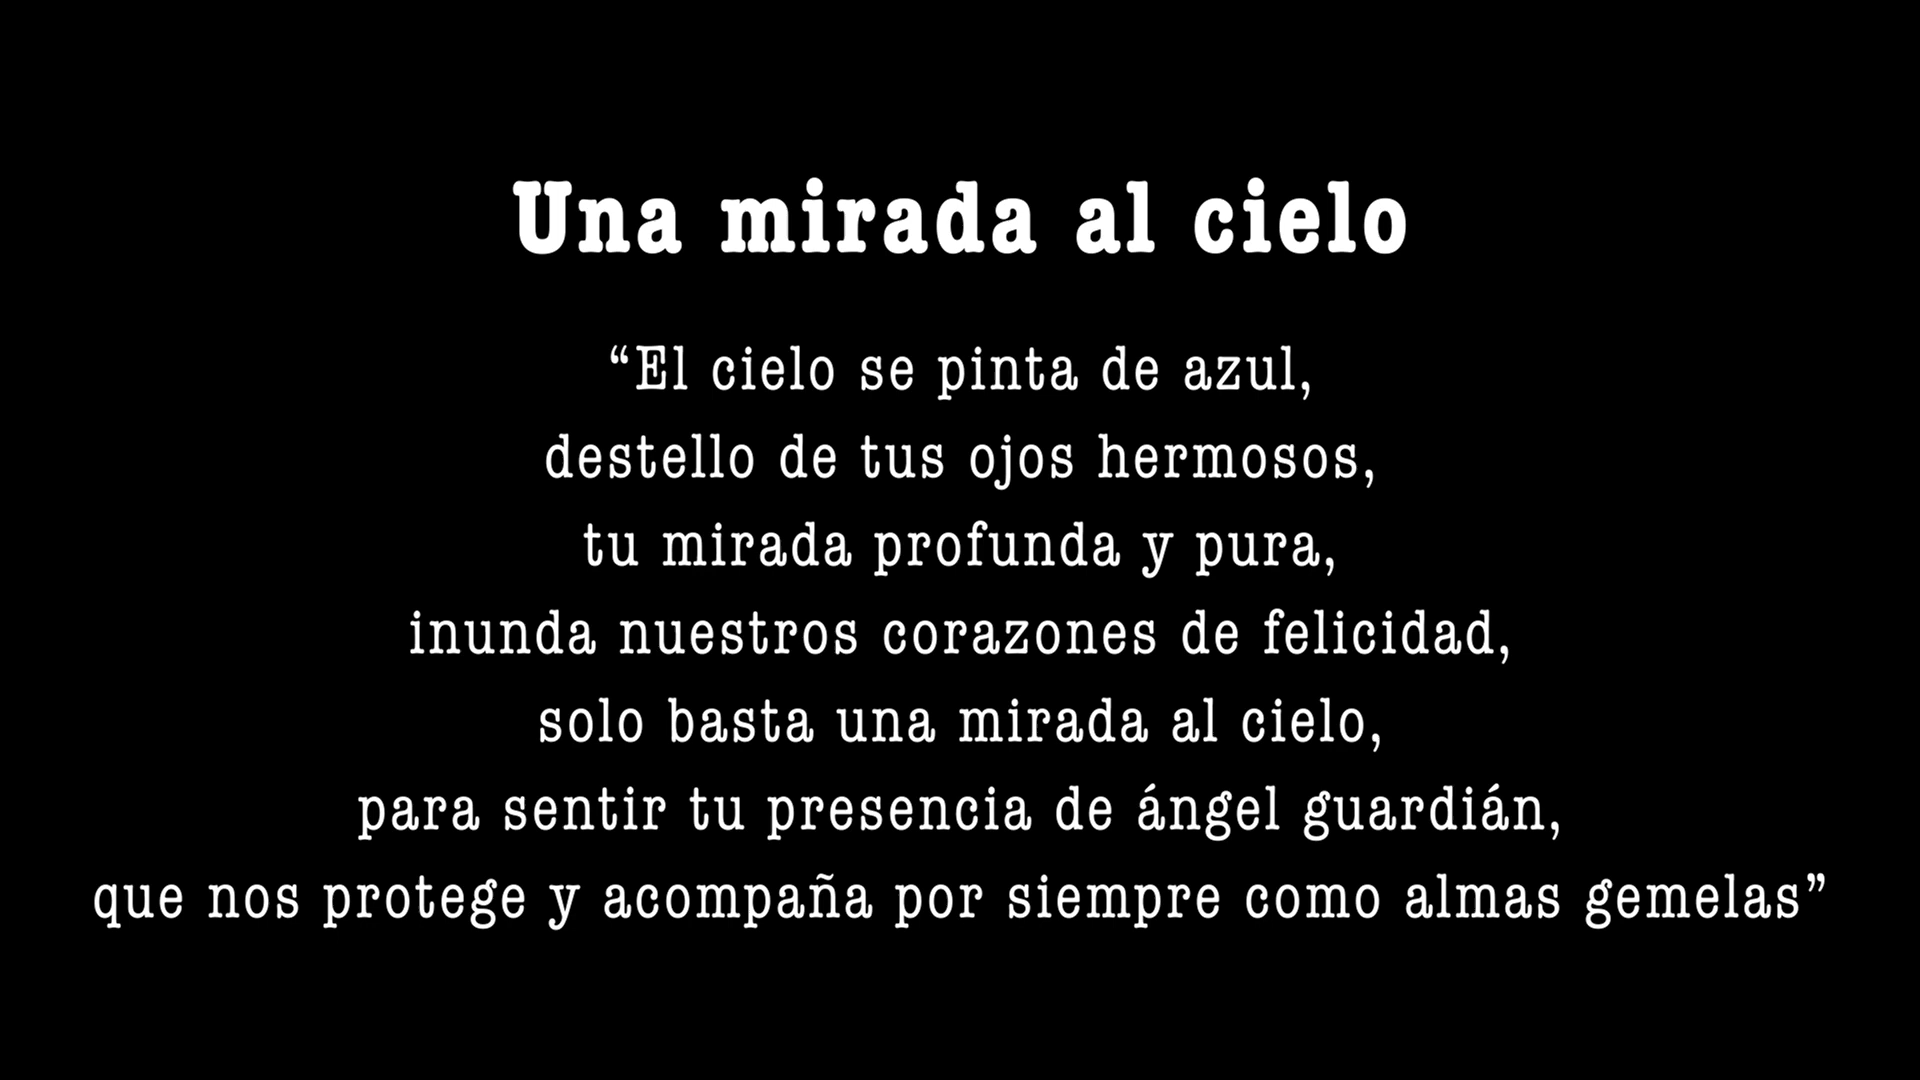 Una mirada al cielo
“El cielo se pinta de azul,
destello de tus ojos hermosos,
tu mirada profunda y pura,
inunda nuestros corazones de felicidad,
solo basta una mirada al cielo,
para sentir tu presencia de ángel guardián,
que nos protege y acompaña por siempre como almas gemelas”